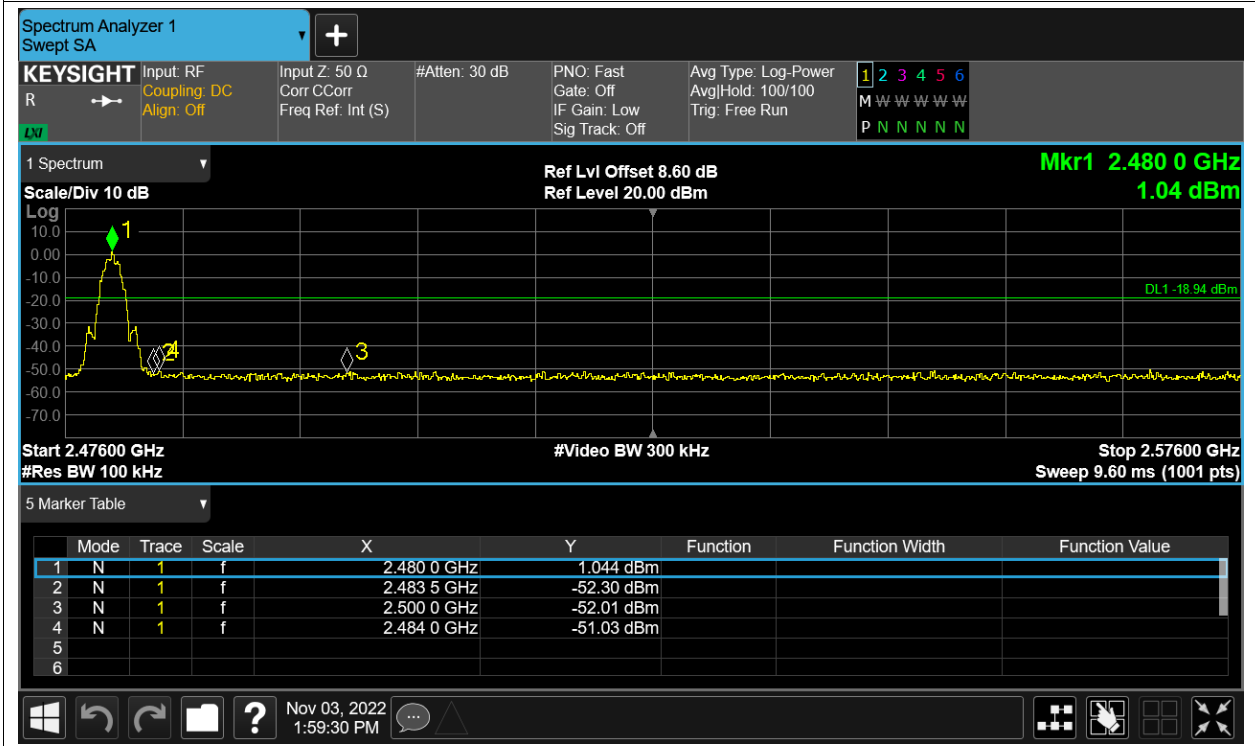 Spectrum Analyzer 1
Swept SA
KEYSIGHT
R
LXI
Input: RF
Coupling: DC
Align: Off
Input Z: 50 Ω
Corr CCorr
Freq Ref: Int (S)
#Atten: 30 dB
PNO: Fast
Gate: Off
IF Gain: Low
Sig Track: Off
Avg Type: Log-Power
Avg|Hold: 100/100
Trig: Free Run
1 2 3 4 5 6
M W W W W W
P N N N N N
1 Spectrum
Scale/Div 10 dB
Ref Lvl Offset 8.60 dB
Ref Level 20.00 dBm
Mkr1 2.480 0 GHz
1.04 dBm
Log
10.0
0.00
-10.0
-20.0
-30.0
-40.0
-50.0
-60.0
-70.0
1
2 4
3
DL1 -18.94 dBm
Start 2.47600 GHz
#Video BW 300 kHz
Stop 2.57600 GHz
#Res BW 100 kHz
Sweep 9.60 ms (1001 pts)
5 Marker Table
Mode Trace Scale X Y Function Function Width Function Value
1 N 1 f 2.480 0 GHz 1.044 dBm
2 N 1 f 2.483 5 GHz -52.30 dBm
3 N 1 f 2.500 0 GHz -52.01 dBm
4 N 1 f 2.484 0 GHz -51.03 dBm
5
6
?
Nov 03, 2022
1:59:30 PM